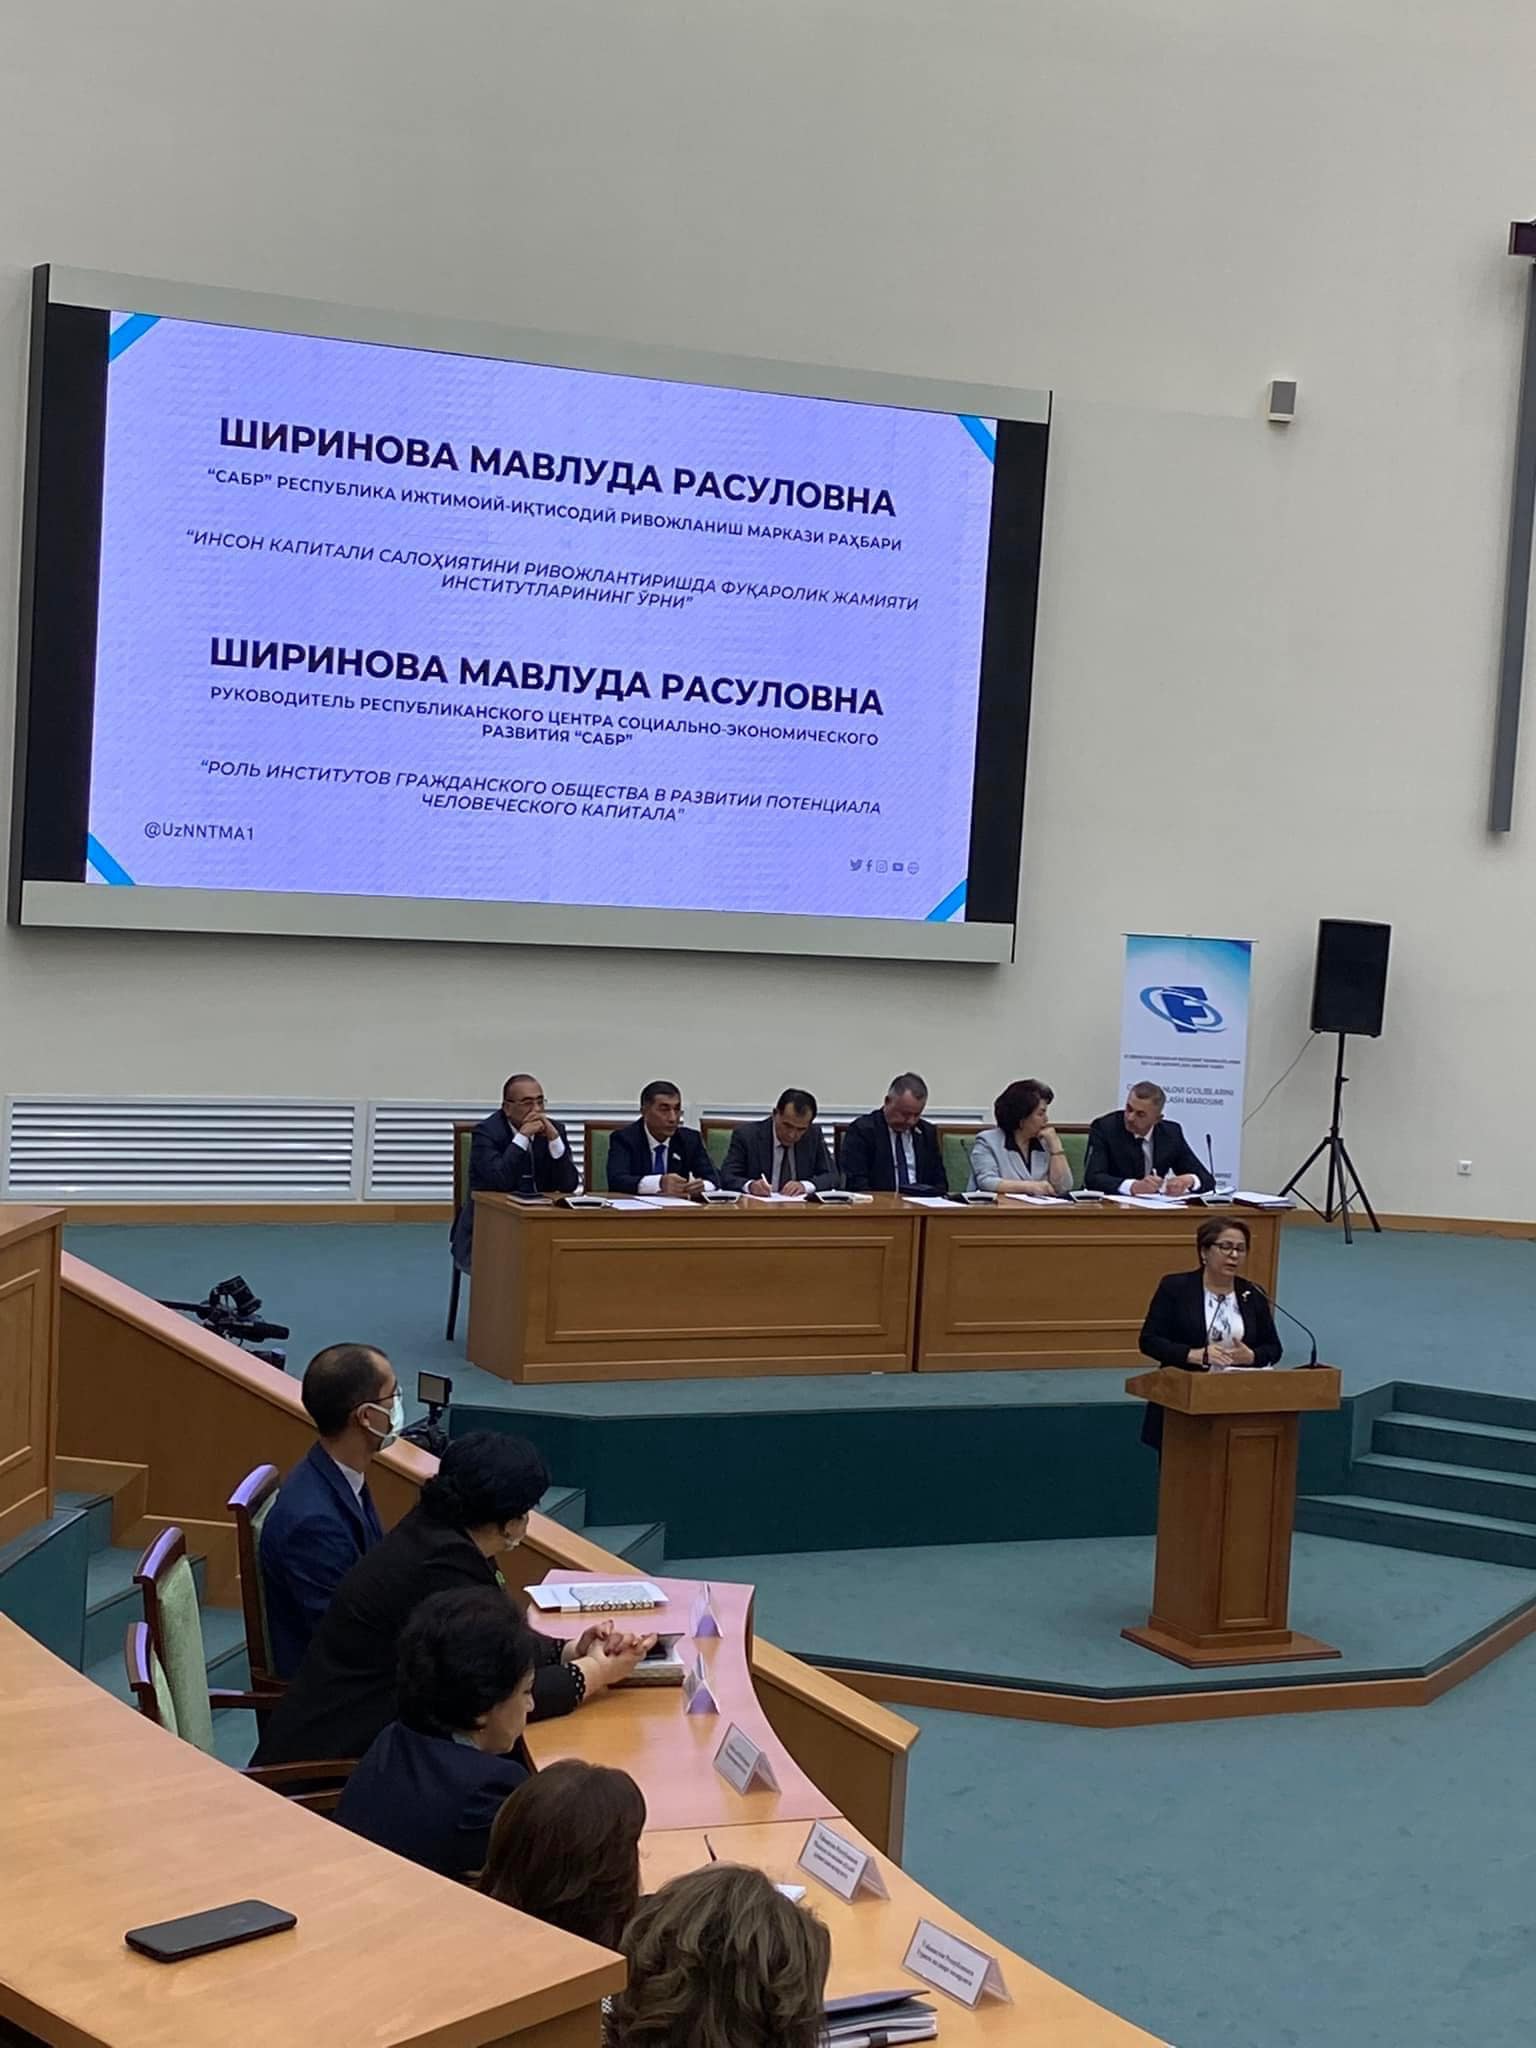 ШИРИНОВА МАВЛУДА РАСУЛОВНА
“САБР” РЕСПУБЛИКА ИЖТИМОИЙ-ИҚТИСОДИЙ РИВОЖЛАНИШ МАРКАЗИ РАҲБАРИ
“ИНСОН КАПИТАЛИ САЛОҲИЯТИНИ РИВОЖЛАНТИРИШДА ФУҚАРОЛИК ЖАМИЯТИ
ИНСТИТУТЛАРИНИНГ ЎРНИ”
ШИРИНОВА МАВЛУДА РАСУЛОВНА
РУКОВОДИТЕЛЬ РЕСПУБЛИКАНСКОГО ЦЕНТРА СОЦИАЛЬНО-ЭКОНОМИЧЕСКОГО
РАЗВИТИЯ “САБР”
“РОЛЬ ИНСТИТУТОВ ГРАЖДАНСКОГО ОБЩЕСТВА В РАЗВИТИИ ПОТЕНЦИАЛА
ЧЕЛОВЕЧЕСКОГО КАПИТАЛА”
@UzNNTMA1
G'OLIBLARINI
MAROSIMI